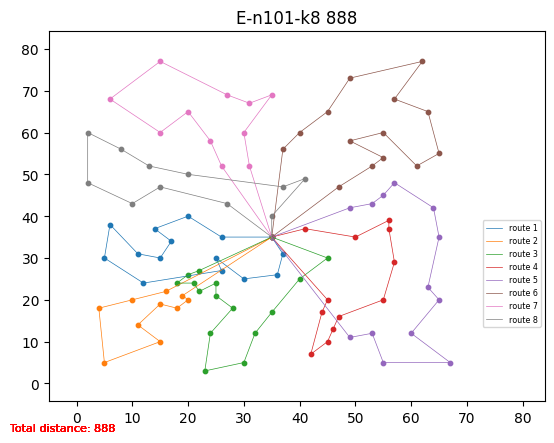 E-n101-k8 888
80
70
60
50
40
30
20
10
0
0 10 20 30 40 50 60 70 80
route 1
route 2
route 3
route 4
route 5
route 6
route 7
route 8
Total distance: 888